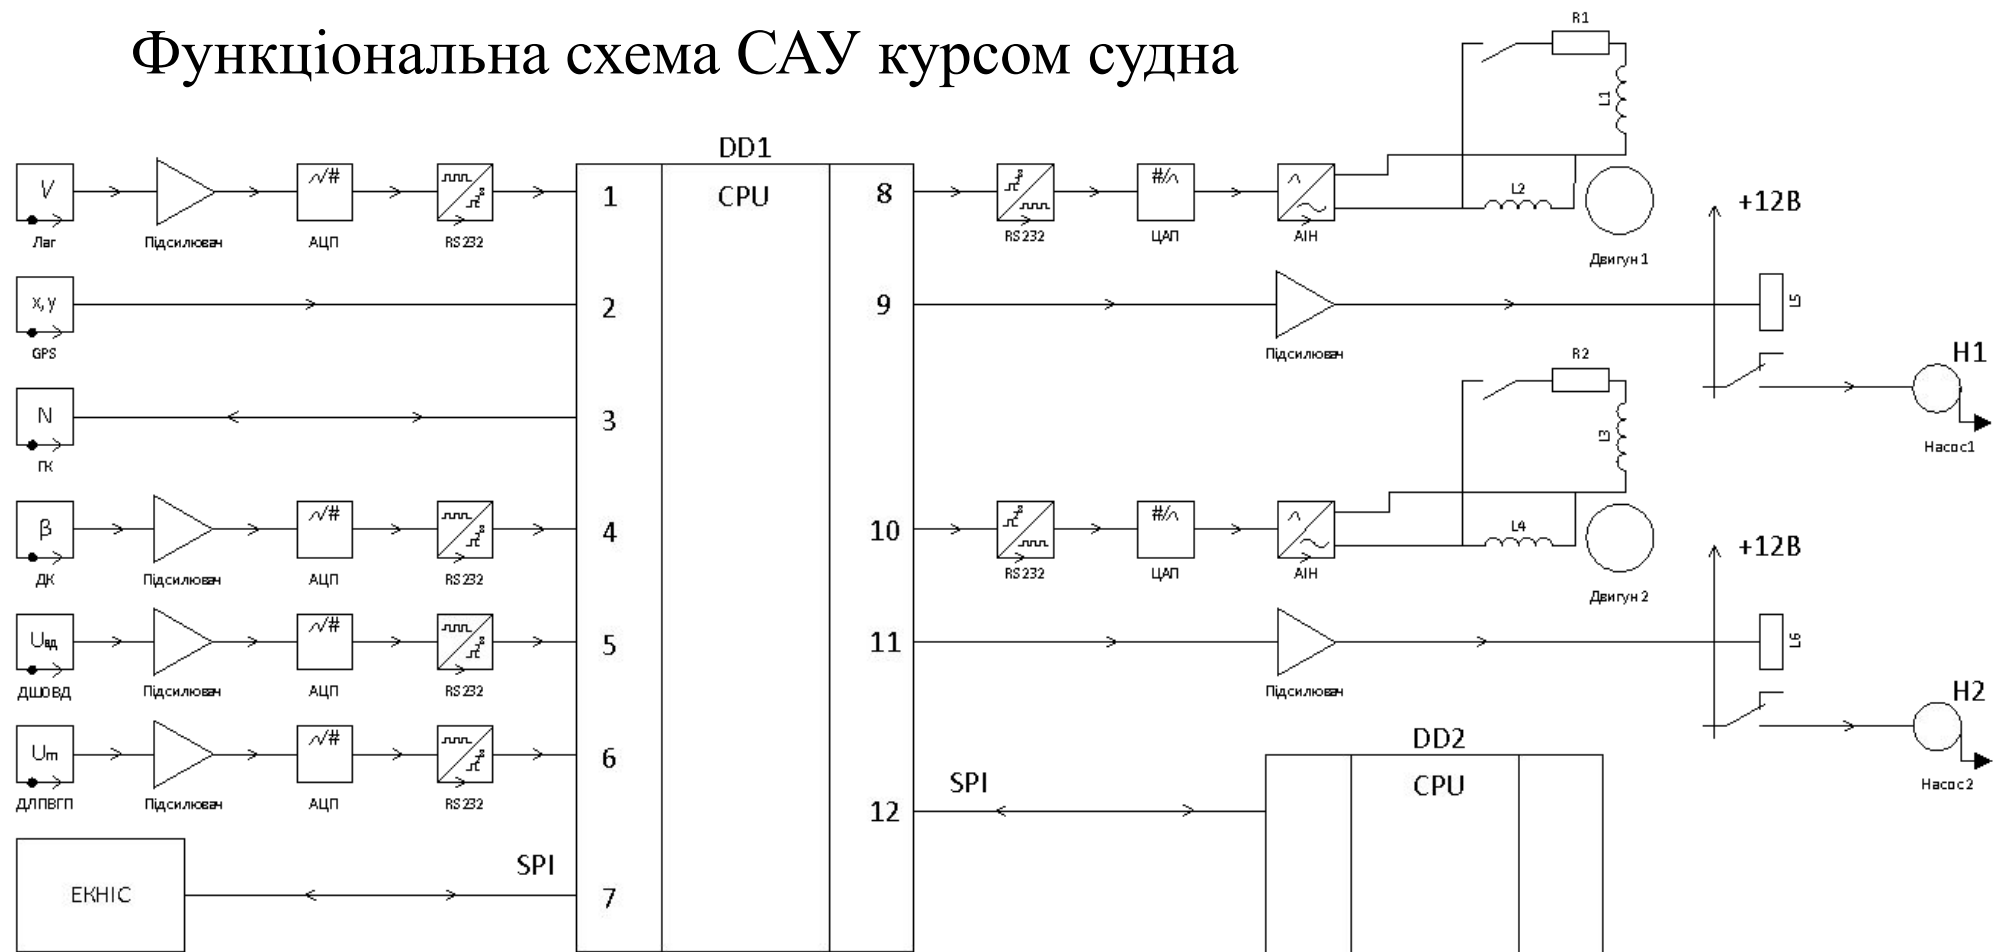 Функціональна схема САУ курсом судна
R1
L1
DD1
CPU
V
Лаг
Підсилювач
∿/#
АЦП
RS232
1
8
RS232
#/∩
ЦАП
АІН
L2
Двигун 1
+12В
x, y
GPS
2
9
Підсилювач
L5
R2
H1
Насос1
N
ГК
3
L3
β
ДК
Підсилювач
∿/#
АЦП
RS232
4
10
RS232
#/∩
ЦАП
АІН
L4
Двигун 2
+12В
Uвд
ДШОВД
Підсилювач
∿/#
АЦП
RS232
5
11
Підсилювач
L6
H2
Насос2
Um
ДЛПВГП
Підсилювач
∿/#
АЦП
RS232
6
DD2
CPU
SPI
12
ЕКНІС
SPI
7